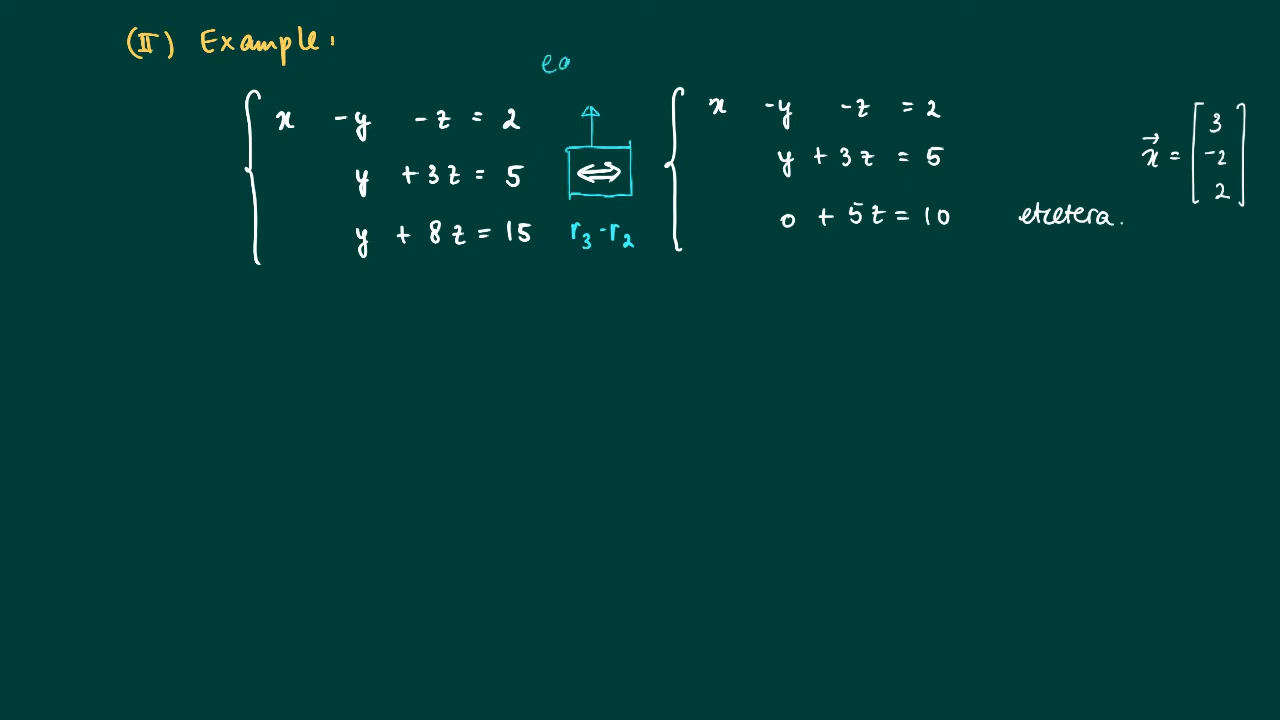 (II) Example:
eq
x - y - z = 2
y + 3z = 5
y + 8z = 15
⇔
r₃ - r₂
x - y - z = 2
y + 3z = 5
0 + 5z = 10
etcetera.
x⃗ = [3 -2 2]